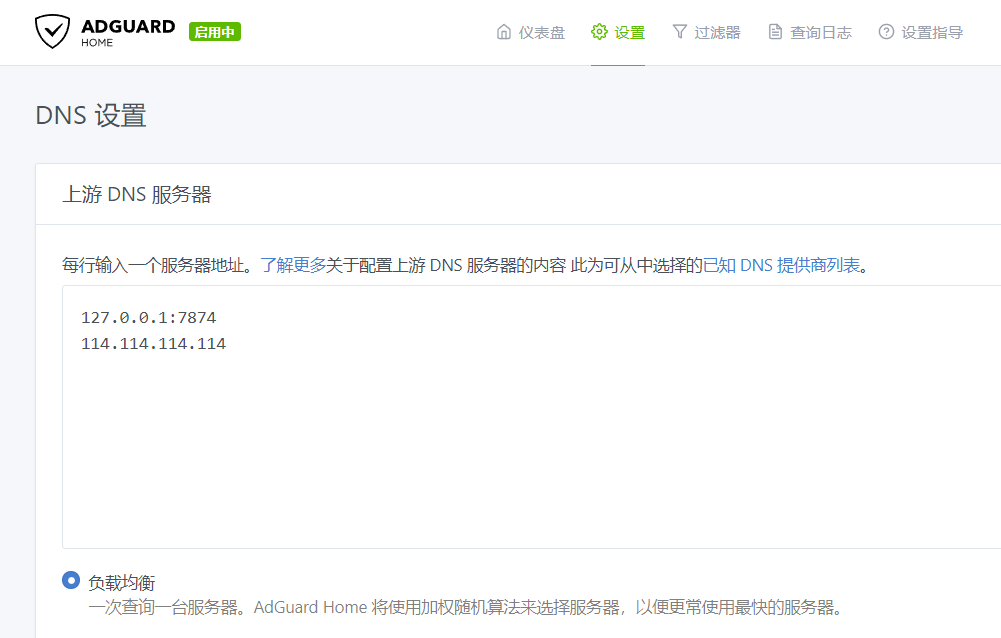 ADGUARD
HOME
启用中
仪表盘
设置
过滤器
查询日志
设置指导
DNS 设置
上游 DNS 服务器
每行输入一个服务器地址。了解更多关于配置上游 DNS 服务器的内容 此为可从中选择的已知 DNS 提供商列表。
127.0.0.1:7874
114.114.114.114
负载均衡
一次查询一台服务器。AdGuard Home 将使用加权随机算法来选择服务器，以便更常使用最快的服务器。